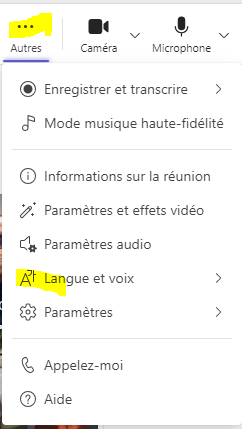 Autres
Caméra
Microphone
Enregistrer et transcrire
Mode musique haute-fidélité
Informations sur la réunion
Paramètres et effets vidéo
Paramètres audio
Langue et voix
Paramètres
Appelez-moi
Aide